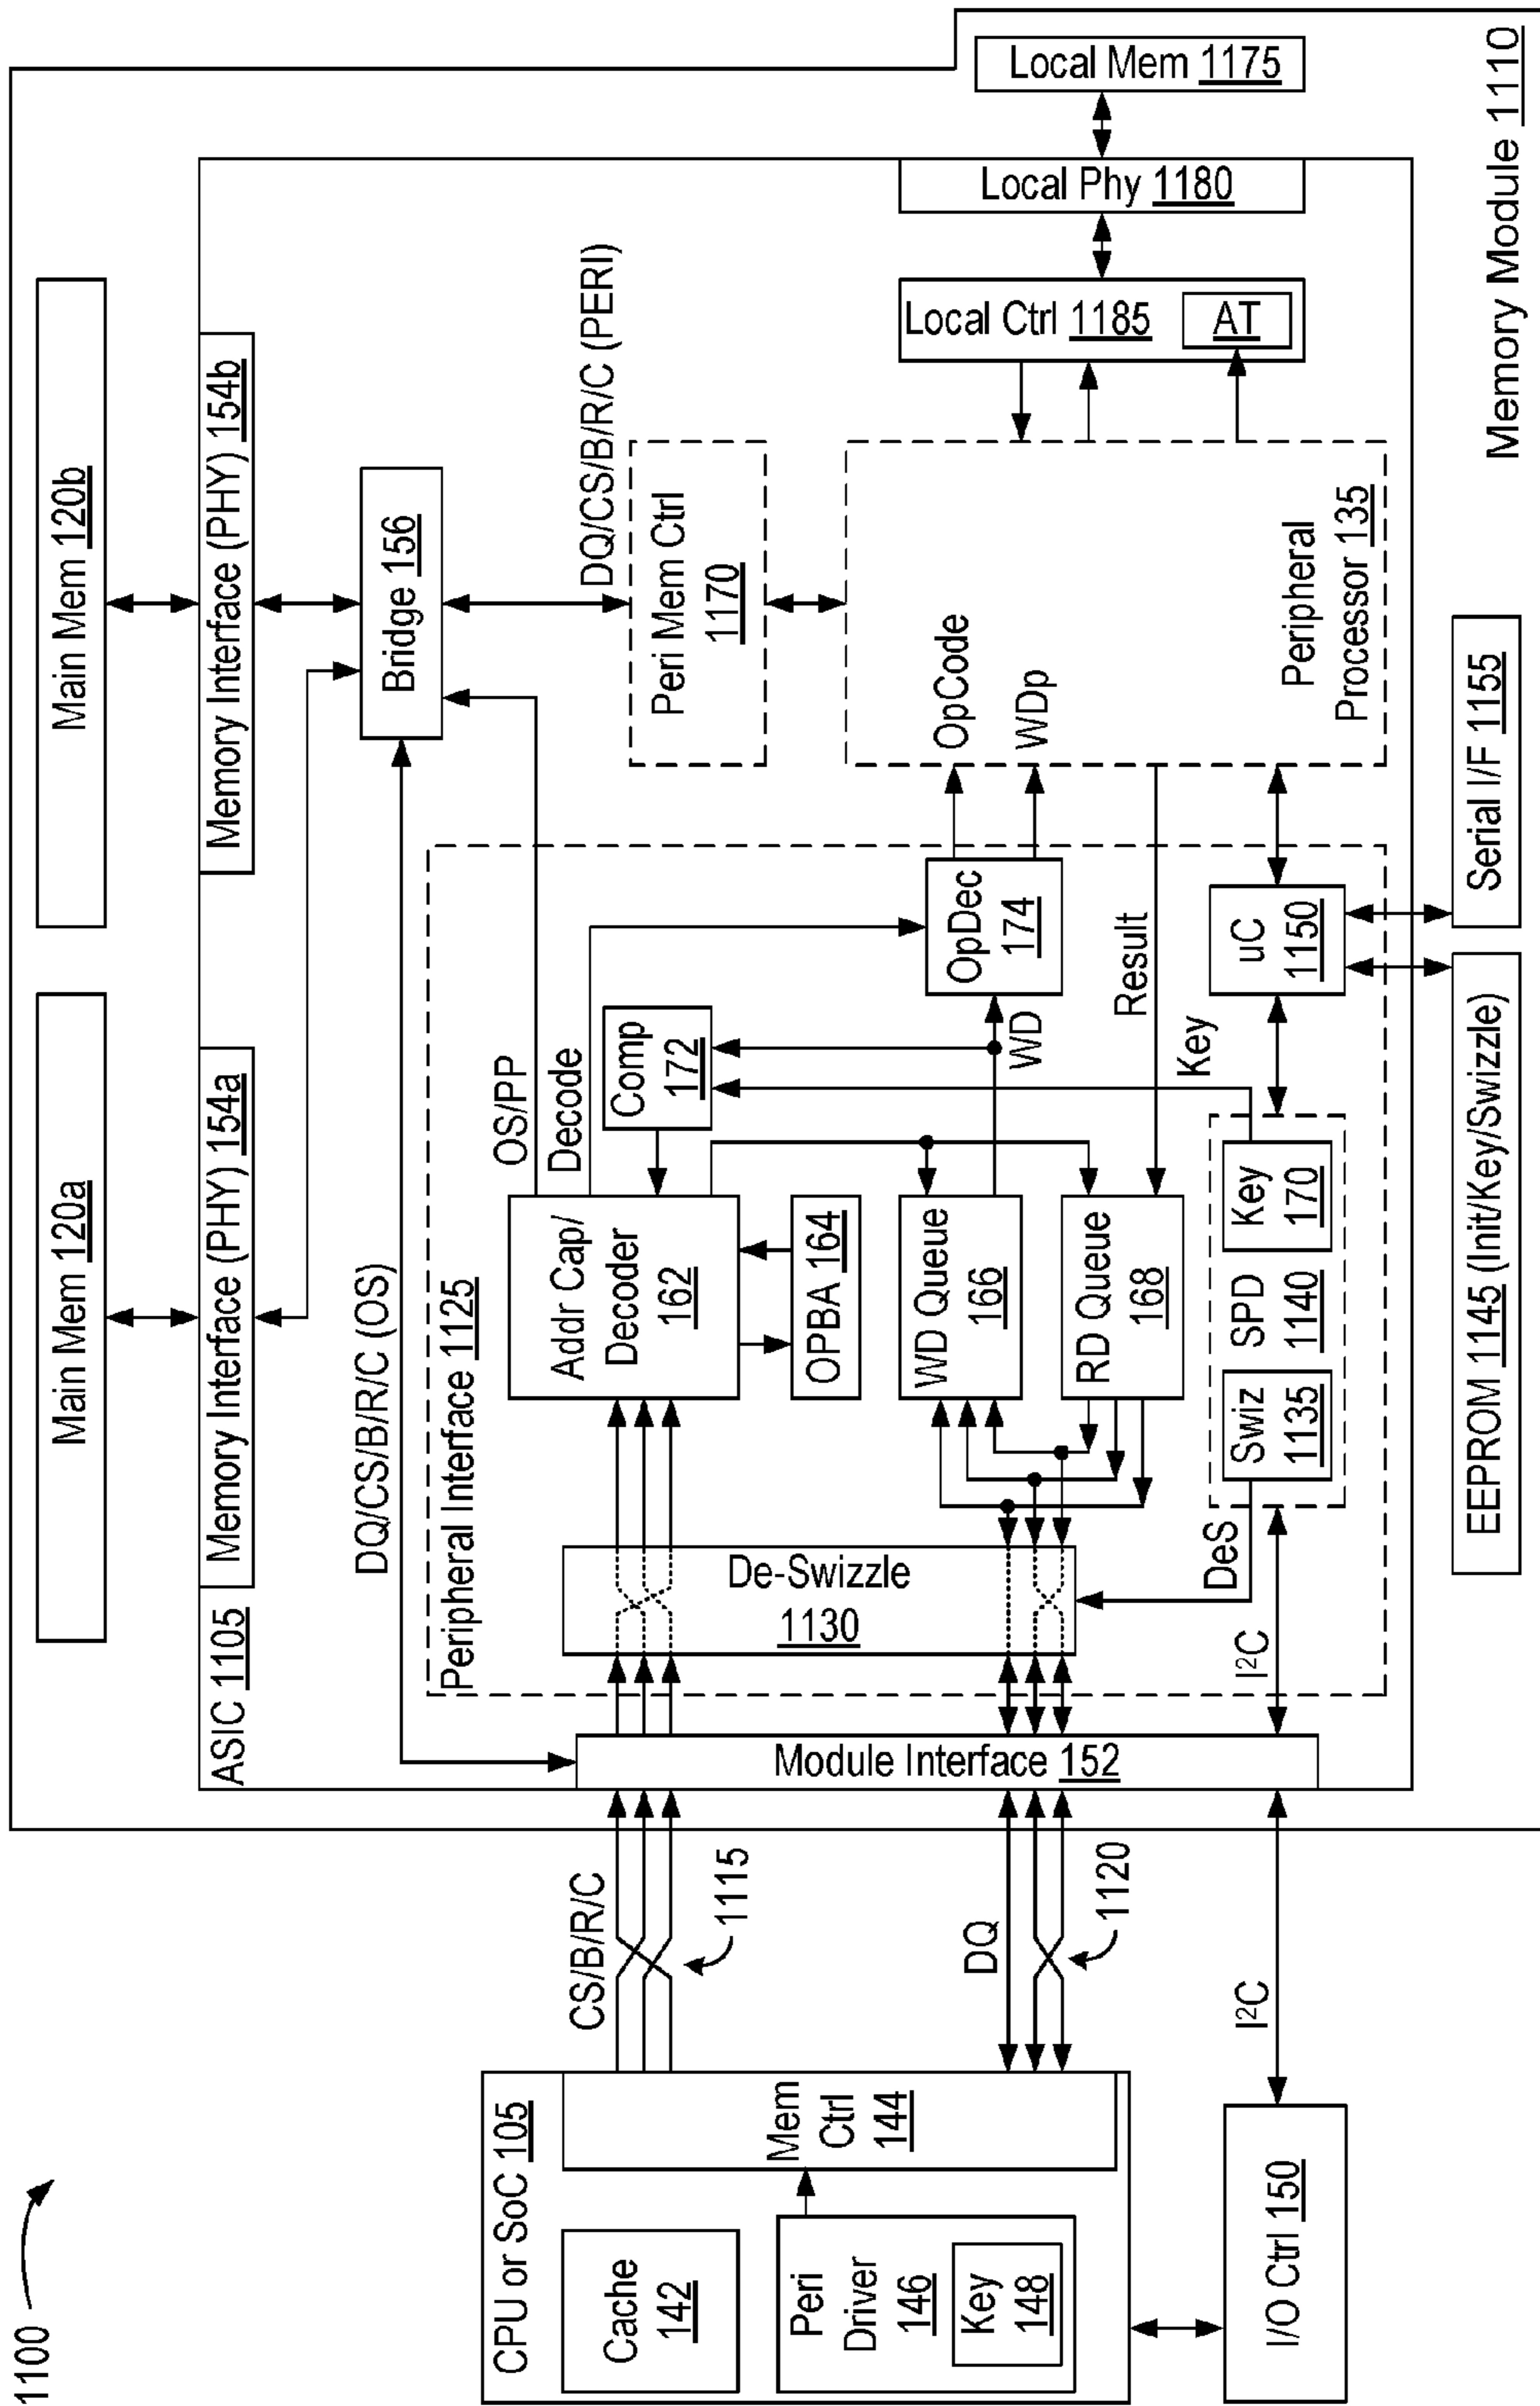 1100
CPU or SoC 105
Cache
142
Peri
Driver
146
Key
148
Mem
Ctrl
144
I/O Ctrl 150
CS/B/R/C
1115
DQ
1120
I²C
Memory Module 1110
Main Mem 120a
Main Mem 120b
ASIC 1105
Memory Interface (PHY) 154a
Memory Interface (PHY) 154b
DQ/CS/B/R/C (OS)
Bridge 156
Module Interface 152
Peripheral Interface 1125
OS/PP
Decode
DQ/CS/B/R/C (PERI)
De-Swizzle
1130
Addr Cap/
Decoder
162
OPBA 164
Comp
172
WD Queue
166
RD Queue
168
WD
OpDec
174
OpCode
WDp
Result
Peri Mem Ctrl
1170
Peripheral
Processor 135
Local Ctrl 1185
AT
Local Phy 1180
Local Mem 1175
DeS
I²C
Swiz
1135
SPD
1140
Key
170
Key
uC
1150
EEPROM 1145 (Init/Key/Swizzle)
Serial I/F 1155